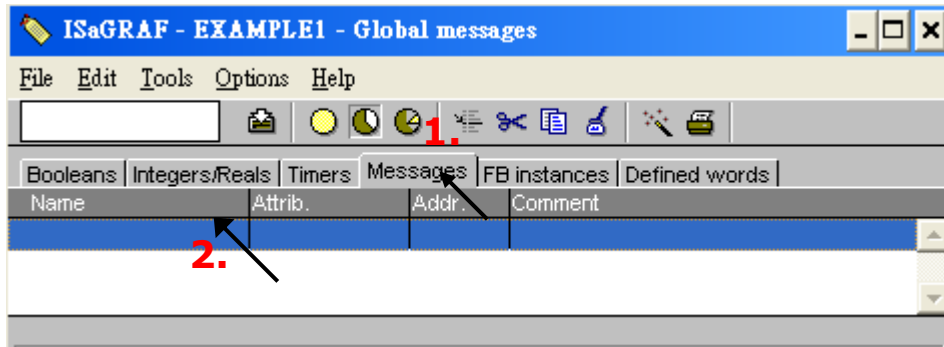 ISaGRAF - EXAMPLE1 - Global messages
File Edit Tools Options Help
1.
Booleans Integers/Reals Timers Messages FB instances Defined words
Name Attrib. Addr. Comment
2.